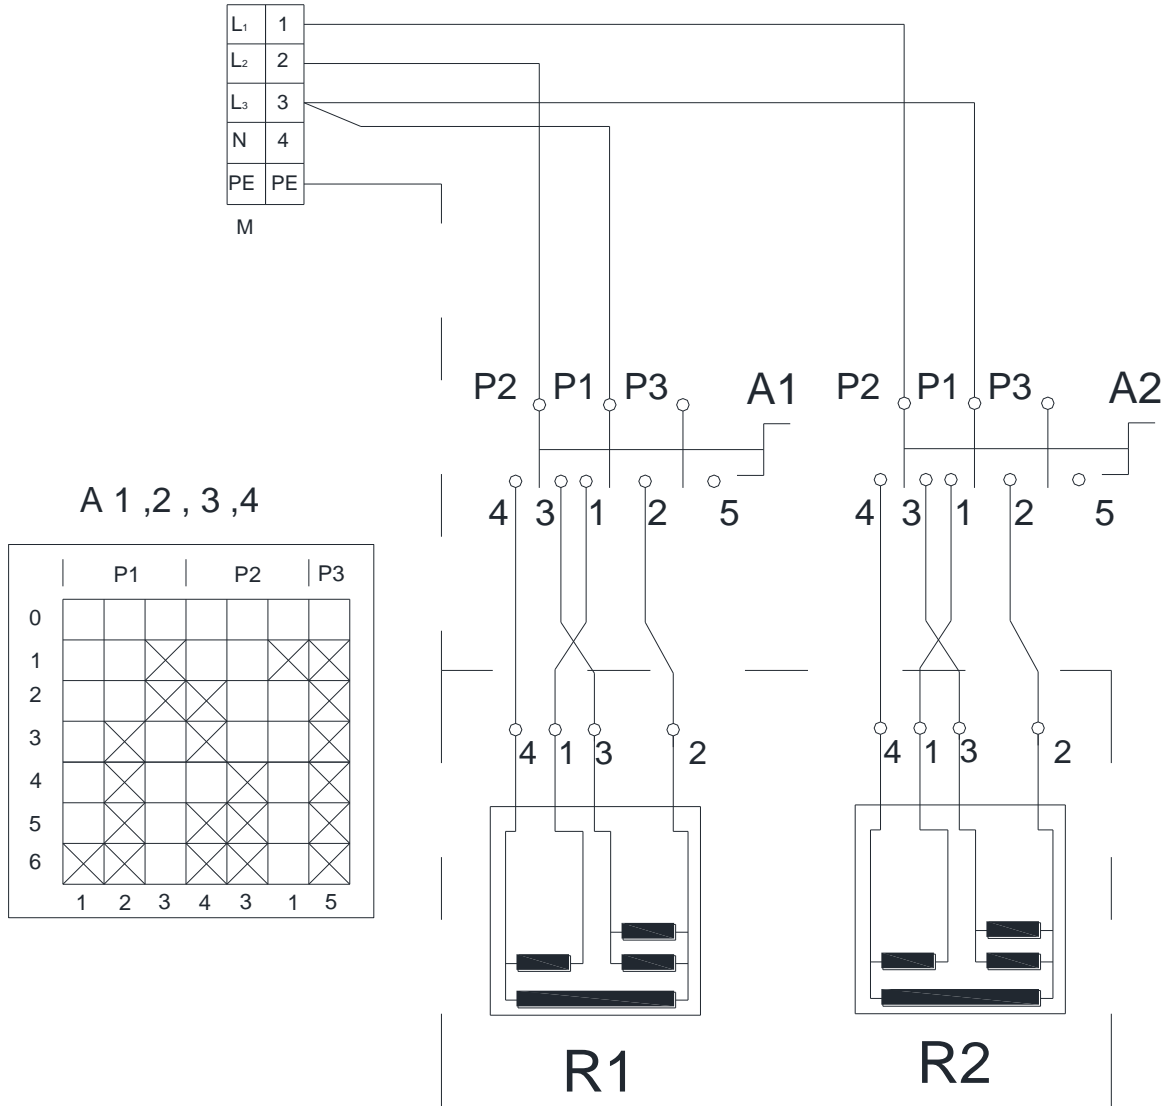 L1 1
L2 2
L3 3
N 4
PE PE
M
P2 P1 P3 A1 P2 P1 P3 A2
4 3 1 2 5 4 3 1 2 5
A 1 ,2 , 3 ,4
P1 P2 P3
0
1
2
3
4
5
6
1 2 3 4 3 1 5
4 1 3 2 4 1 3 2
R1 R2